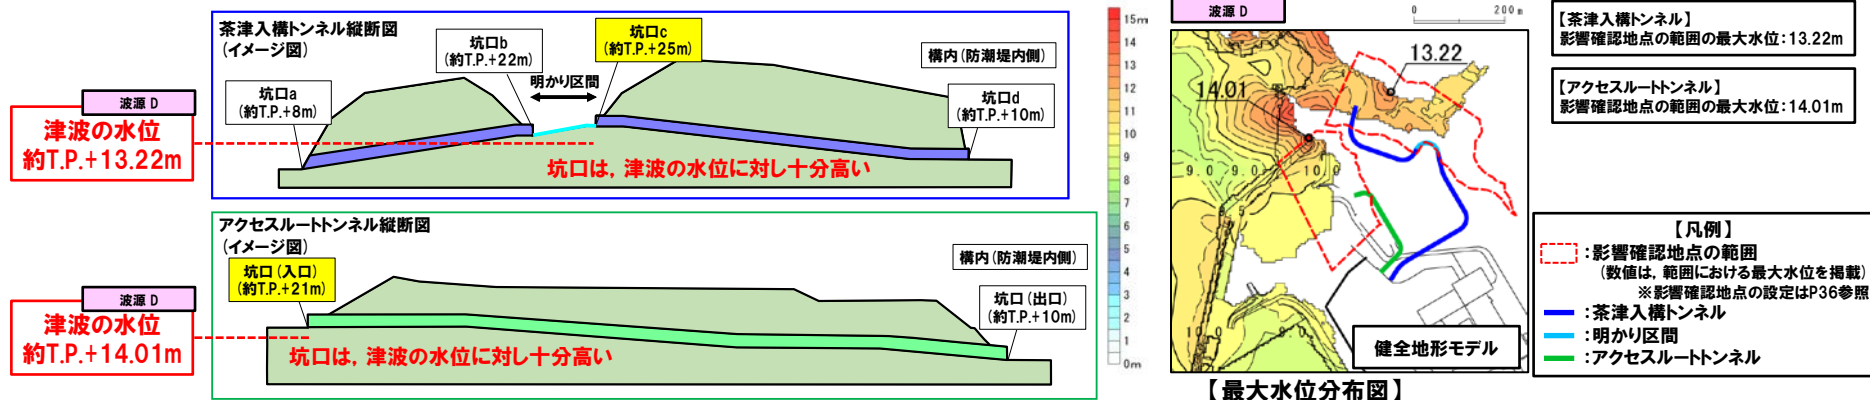 茶津入構トンネル縦断図
(イメージ図)
坑口a
(約T.P.+8m)
坑口b
(約T.P.+22m)
明かり区間
坑口c
(約T.P.+25m)
構内(防潮堤内側)
坑口d
(約T.P.+10m)
波源 D
津波の水位
約T.P.+13.22m
坑口は,津波の水位に対し十分高い
アクセスルートトンネル縦断図
(イメージ図)
坑口(入口)
(約T.P.+21m)
構内(防潮堤内側)
坑口(出口)
(約T.P.+10m)
波源 D
津波の水位
約T.P.+14.01m
坑口は,津波の水位に対し十分高い
15m
14
13
12
11
10
9
8
7
6
5
4
3
2
1
0m
波源 D
0 200m
13.22
14.01
9.0 9.0 10.0
10.0
健全地形モデル
【最大水位分布図】
【茶津入構トンネル】
影響確認地点の範囲の最大水位:13.22m
【アクセスルートトンネル】
影響確認地点の範囲の最大水位:14.01m
【凡例】
:影響確認地点の範囲
(数値は,範囲における最大水位を掲載)
※影響確認地点の設定はP36参照
:茶津入構トンネル
:明かり区間
:アクセスルートトンネル